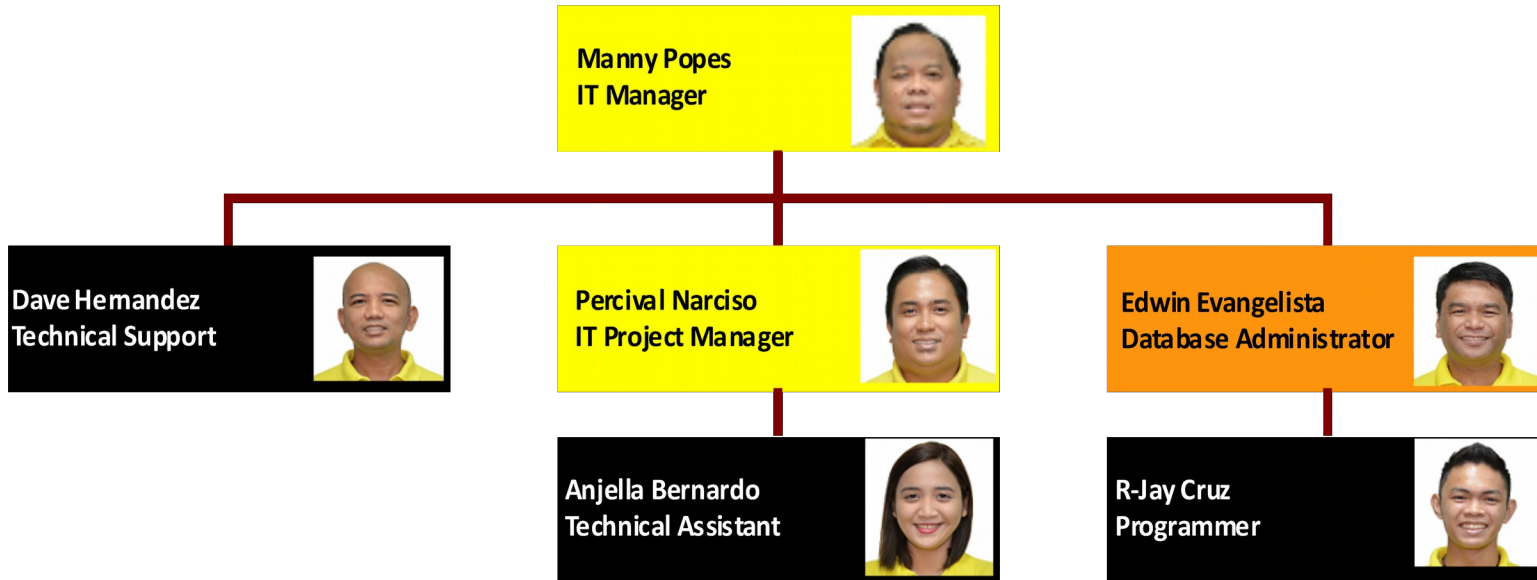 Manny Popes
IT Manager
Dave Hernandez
Technical Support
Percival Narciso
IT Project Manager
Edwin Evangelista
Database Administrator
Anjella Bernardo
Technical Assistant
R-Jay Cruz
Programmer